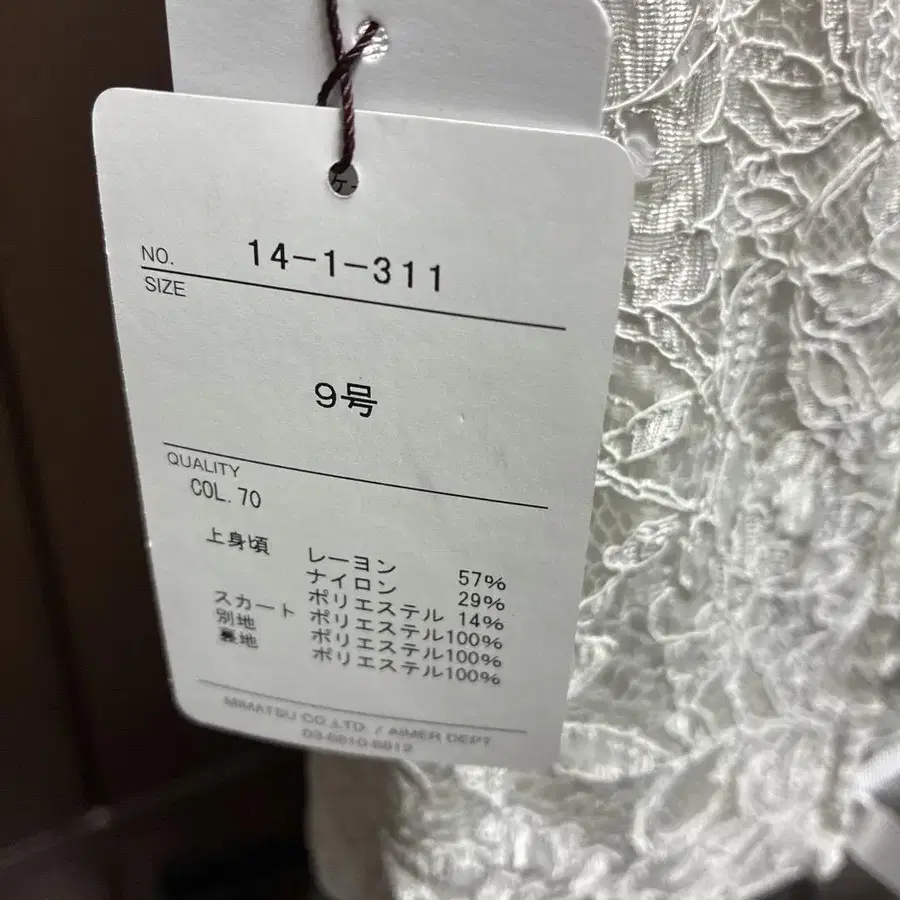 ケ-
NO. 14-1-311
SIZE
9号
QUALITY
COL.70
上身頃 レーヨン 57%
ナイロン 29%
ポリエステル 14%
スカート ポリエステル100%
別地 ポリエステル100%
裏地 ポリエステル100%
MIMATSU CO.,LTD. / AIMER DEPT